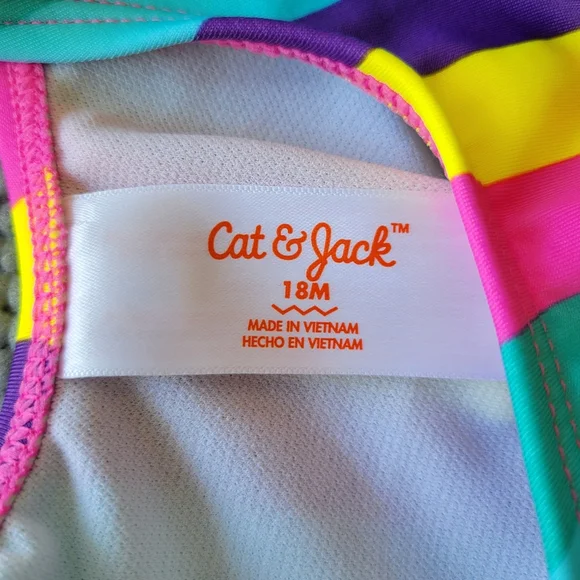 Cat & Jack™
18M
MADE IN VIETNAM
HECHO EN VIETNAM